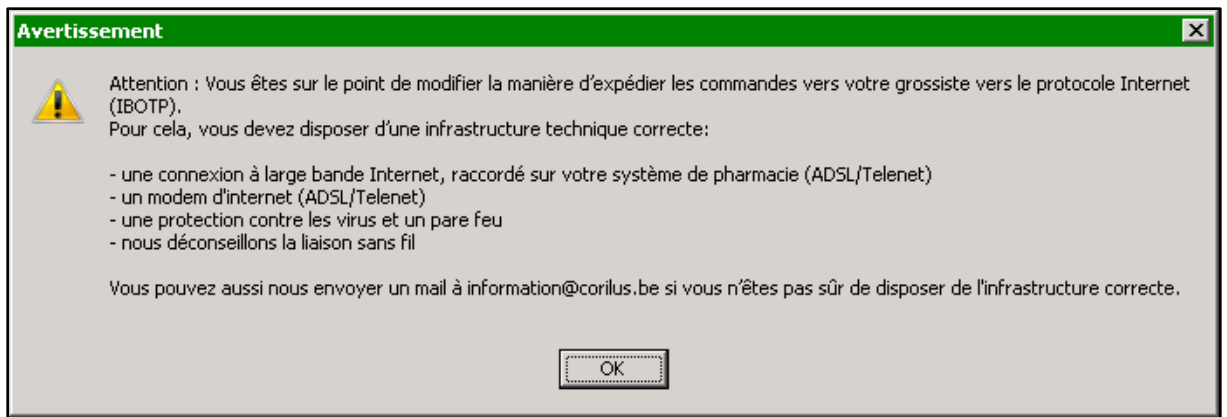 Avertissement
Attention : Vous êtes sur le point de modifier la manière d'expédier les commandes vers votre grossiste vers le protocole Internet
(IBOTP).
Pour cela, vous devez disposer d'une infrastructure technique correcte:
- une connexion à large bande Internet, raccordé sur votre système de pharmacie (ADSL/Telenet)
- un modem d'internet (ADSL/Telenet)
- une protection contre les virus et un pare feu
- nous déconseillons la liaison sans fil
Vous pouvez aussi nous envoyer un mail à information@corilus.be si vous n'êtes pas sûr de disposer de l'infrastructure correcte.
OK